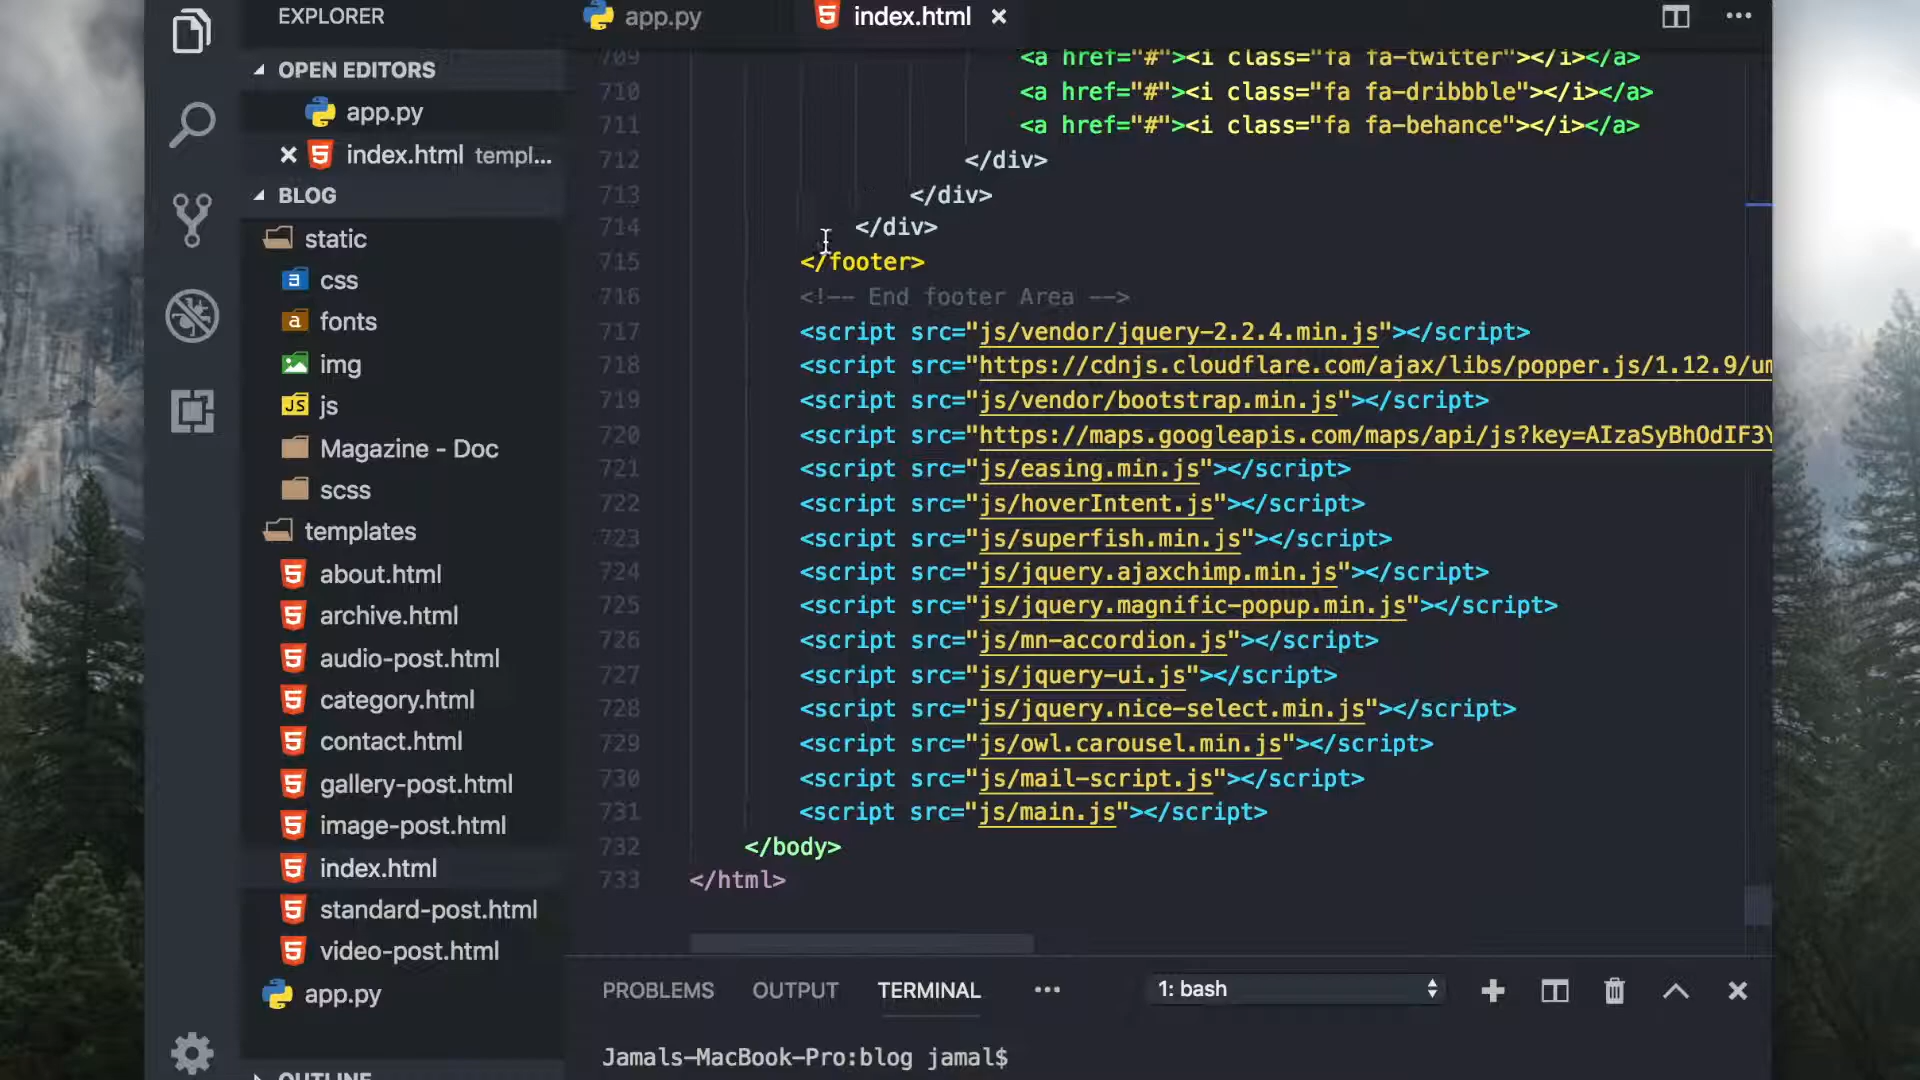 EXPLORER
OPEN EDITORS
app.py
index.html templ...
BLOG
static
css
fonts
img
JS js
Magazine - Doc
scss
templates
about.html
archive.html
audio-post.html
category.html
contact.html
gallery-post.html
image-post.html
index.html
standard-post.html
video-post.html
app.py
OUTLINE
app.py
index.html
709 <a href="#"><i class="fa fa-twitter"></i></a>
710 <a href="#"><i class="fa fa-dribbble"></i></a>
711 <a href="#"><i class="fa fa-behance"></i></a>
712 </div>
713 </div>
714 </div>
715 </footer>
716 <!-- End footer Area -->
717 <script src="js/vendor/jquery-2.2.4.min.js"></script>
718 <script src="https://cdnjs.cloudflare.com/ajax/libs/popper.js/1.12.9/um
719 <script src="js/vendor/bootstrap.min.js"></script>
720 <script src="https://maps.googleapis.com/maps/api/js?key=AIzaSyBhOdIF3Y
721 <script src="js/easing.min.js"></script>
722 <script src="js/hoverIntent.js"></script>
723 <script src="js/superfish.min.js"></script>
724 <script src="js/jquery.ajaxchimp.min.js"></script>
725 <script src="js/jquery.magnific-popup.min.js"></script>
726 <script src="js/mn-accordion.js"></script>
727 <script src="js/jquery-ui.js"></script>
728 <script src="js/jquery.nice-select.min.js"></script>
729 <script src="js/owl.carousel.min.js"></script>
730 <script src="js/mail-script.js"></script>
731 <script src="js/main.js"></script>
732 </body>
733 </html>
PROBLEMS OUTPUT TERMINAL ••• 1: bash
Jamals-MacBook-Pro:blog jamal$